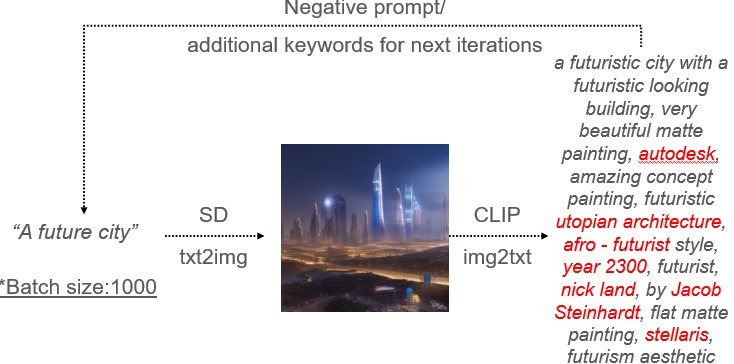 Negative prompt/
additional keywords for next iterations
"A future city"
*Batch size:1000
SD
txt2img
CLIP
img2txt
a futuristic city with a
futuristic looking
building, very
beautiful matte
painting, autodesk,
amazing concept
painting, futuristic
utopian architecture,
afro - futurist style,
year 2300, futurist,
nick land, by Jacob
Steinhardt, flat matte
painting, stellaris,
futurism aesthetic